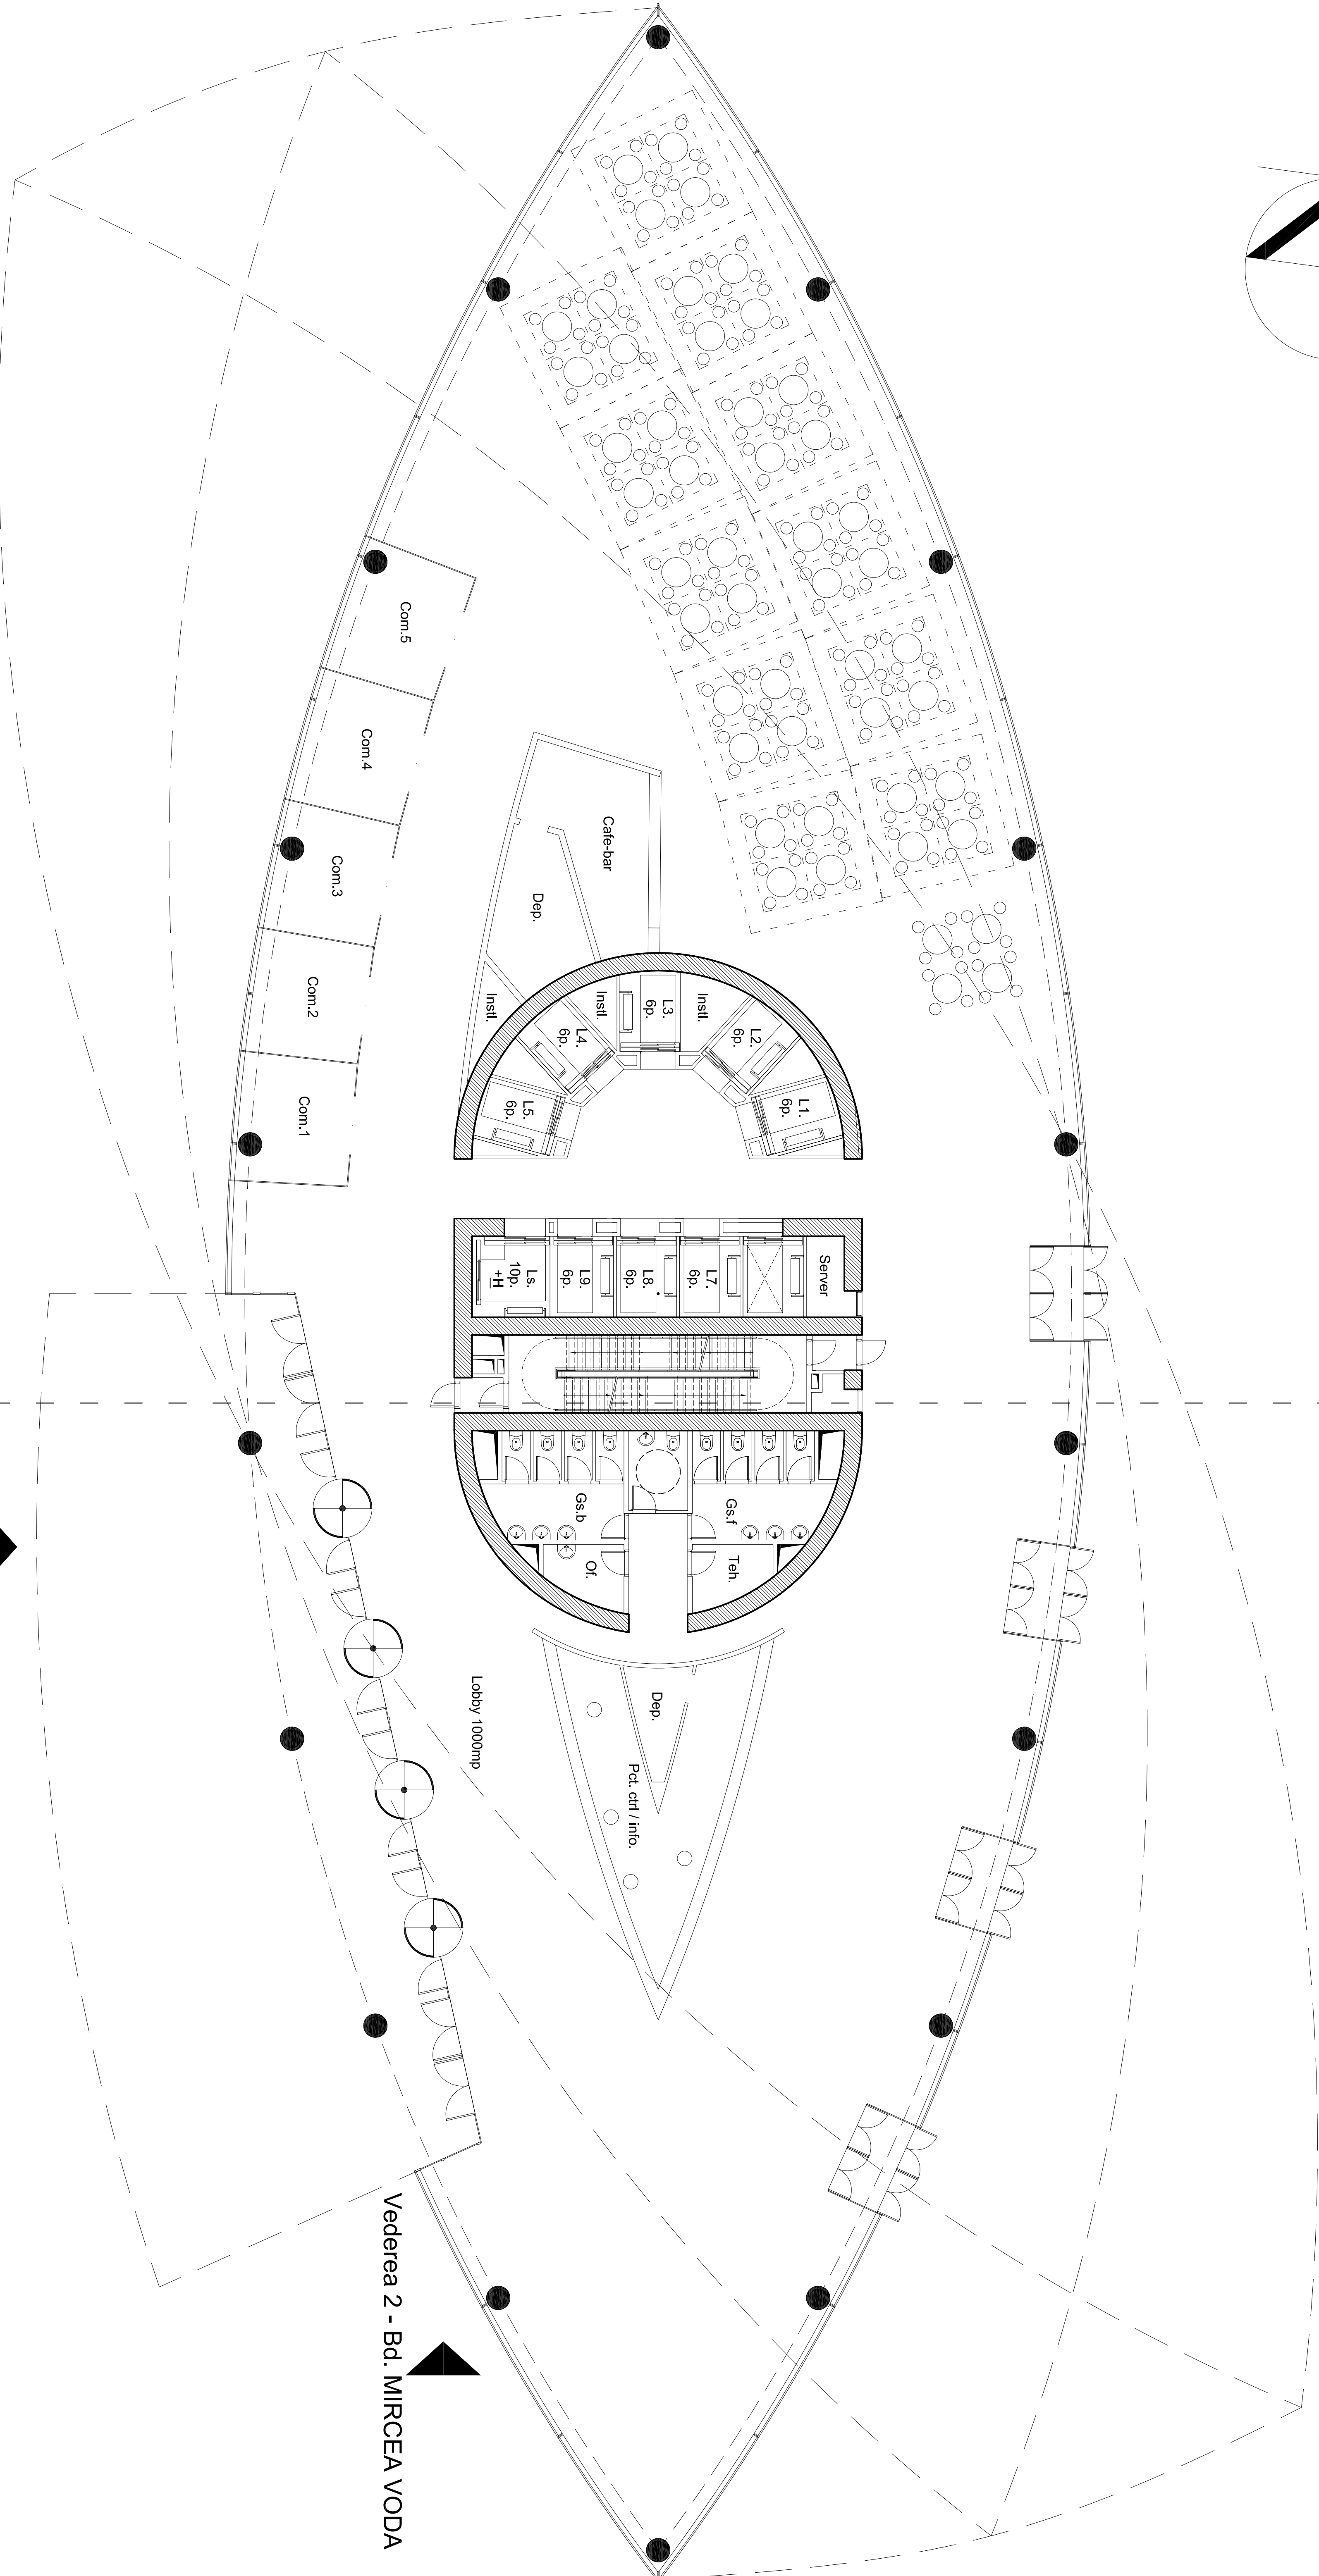 Com.5
Com.4
Com.3
Com.2
Com.1
Cafe-bar
Dep.
Instl.
Instl.
Instl.
L3.
6p.
L4.
6p.
L2.
6p.
L5.
6p.
L1.
6p.
Ls.
10p.
+H
L9.
6p.
L8.
6p.
L7.
6p.
Server
Gs.b
Gs.f
Of.
Teh.
Lobby 1000mp
Dep.
Pct. ctrl / info.
Vederea 2 - Bd. MIRCEA VODA